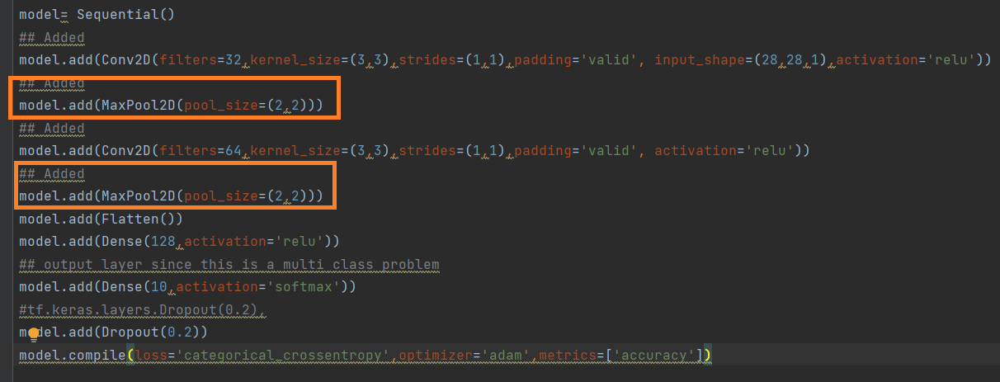 model= Sequential()
## Added
model.add(Conv2D(filters=32,kernel_size=(3,3),strides=(1,1),padding='valid', input_shape=(28,28,1),activation='relu'))
## Added
model.add(MaxPool2D(pool_size=(2,2)))
## Added
model.add(Conv2D(filters=64,kernel_size=(3,3),strides=(1,1),padding='valid', activation='relu'))
## Added
model.add(MaxPool2D(pool_size=(2,2)))
model.add(Flatten())
model.add(Dense(128,activation='relu'))
## output layer since this is a multi class problem
model.add(Dense(10,activation='softmax'))
#tf.keras.layers.Dropout(0.2),
model.add(Dropout(0.2))
model.compile(loss='categorical_crossentropy',optimizer='adam',metrics=['accuracy'])